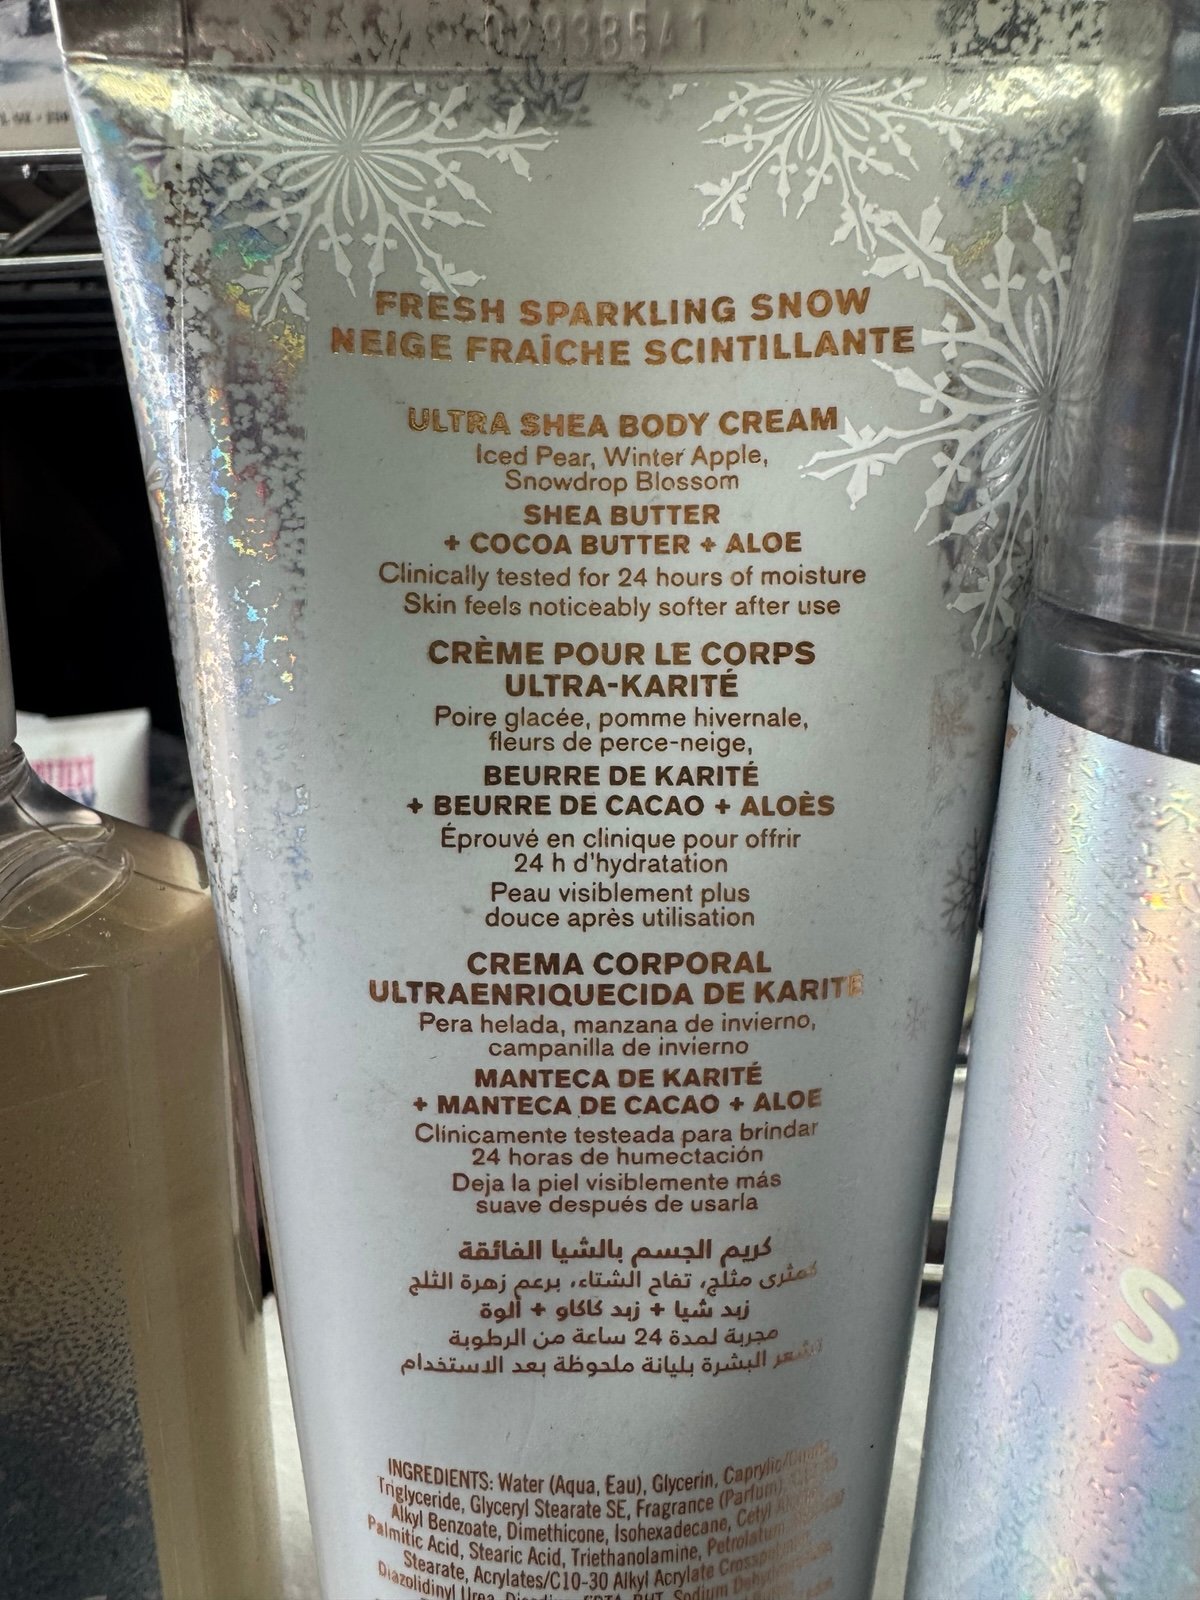 FRESH SPARKLING SNOW
NEIGE FRAÎCHE SCINTILLANTE
ULTRA SHEA BODY CREAM
Iced Pear, Winter Apple,
Snowdrop Blossom
SHEA BUTTER
+ COCOA BUTTER + ALOE
Clinically tested for 24 hours of moisture
Skin feels noticeably softer after use
CRÈME POUR LE CORPS
ULTRA-KARITÉ
Poire glacée, pomme hivernale,
fleurs de perce-neige,
BEURRE DE KARITÉ
+ BEURRE DE CACAO + ALOÈS
Éprouvé en clinique pour offrir
24 h d'hydratation
Peau visiblement plus
douce après utilisation
CREMA CORPORAL
ULTRAENRIQUECIDA DE KARITÉ
Pera helada, manzana de invierno,
campanilla de invierno
MANTECA DE KARITÉ
+ MANTECA DE CACAO + ALOE
Clínicamente testeada para brindar
24 horas de humectación
Deja la piel visiblemente más
suave después de usarla
كريم الجسم بالشيا الفائقة
كمثرى مثلج، تفاح الشتاء، برعم زهرة الثلج
زبد شيا + زبد كاكاو + ألوة
مجربة لمدة 24 ساعة من الرطوبة
تشعر البشرة بليانة ملحوظة بعد الاستخدام
INGREDIENTS: Water (Aqua, Eau), Glycerin, Caprylic/
Triglyceride, Glyceryl Stearate SE, Fragrance (Parfum),
Alkyl Benzoate, Dimethicone, Isohexadecane, Cetyl
Palmitic Acid, Stearic Acid, Triethanolamine, Petrolatum,
Stearate, Acrylates/C10-30 Alkyl Acrylate Crosspolymer,
Diazolidinyl Urea, Disodium EDTA, BHT, Sodium
S